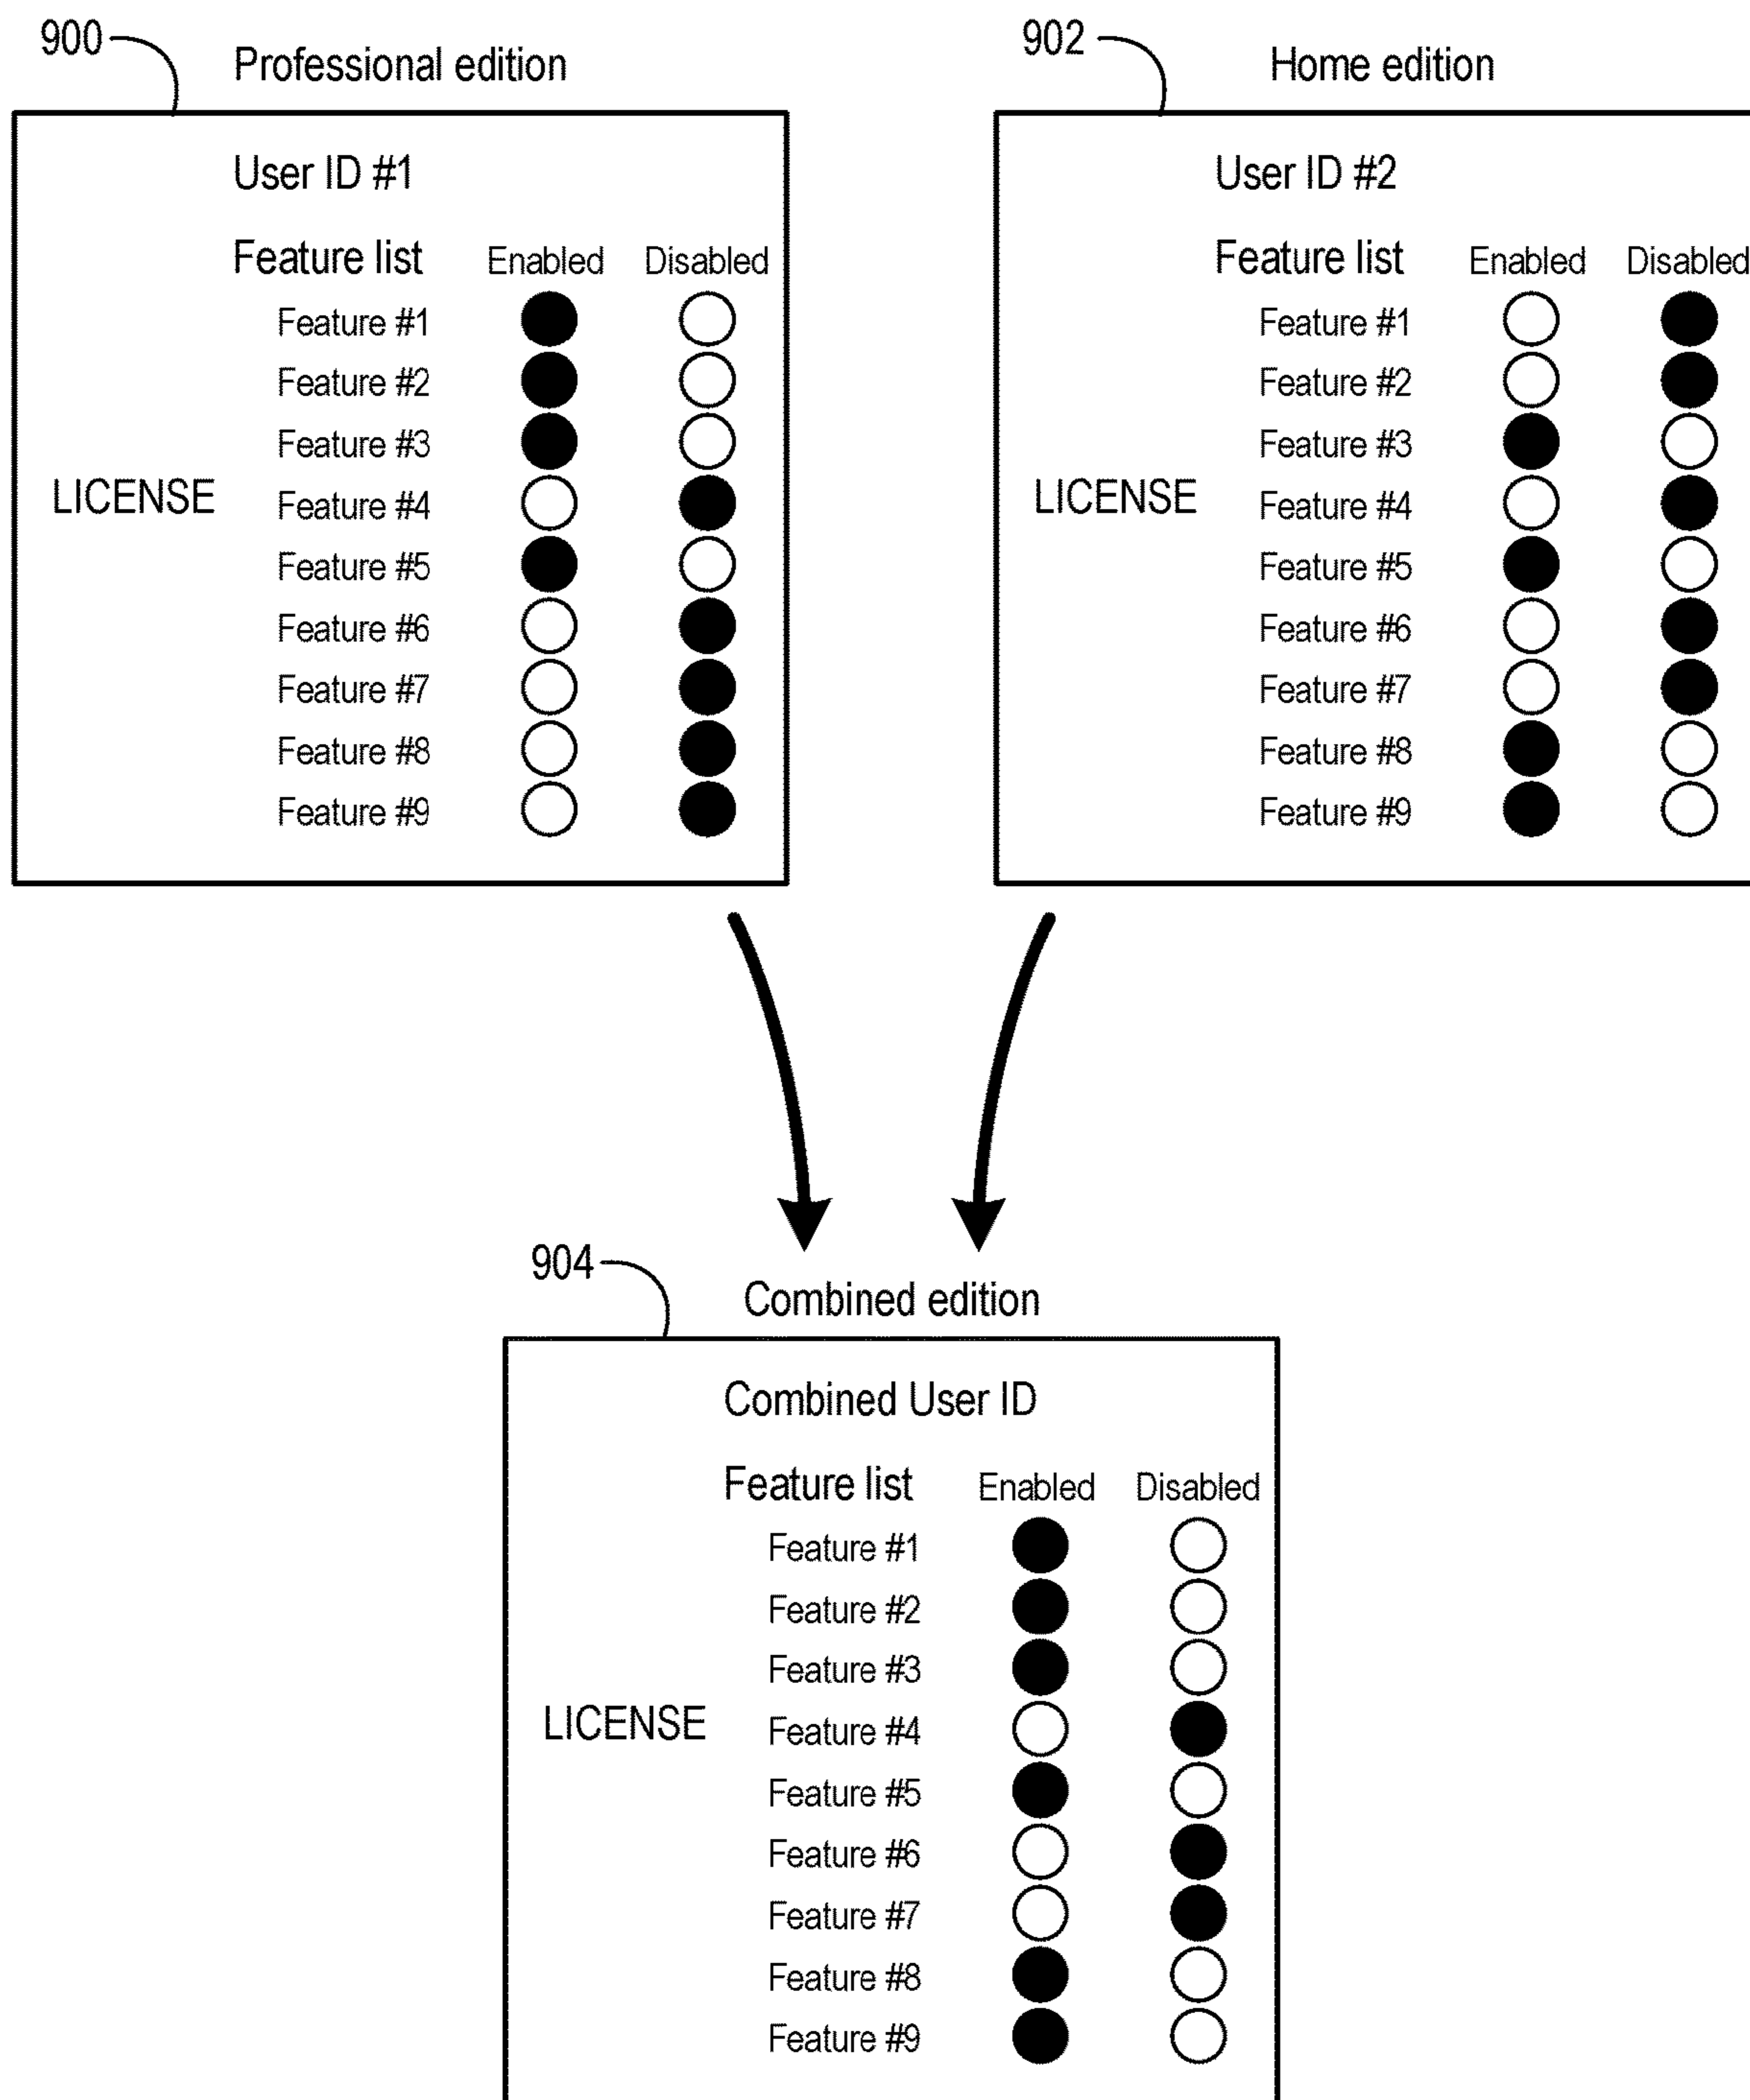 900
Professional edition
User ID #1
Feature list Enabled Disabled
Feature #1
Feature #2
Feature #3
LICENSE Feature #4
Feature #5
Feature #6
Feature #7
Feature #8
Feature #9
902
Home edition
User ID #2
Feature list Enabled Disabled
Feature #1
Feature #2
Feature #3
LICENSE Feature #4
Feature #5
Feature #6
Feature #7
Feature #8
Feature #9
904
Combined edition
Combined User ID
Feature list Enabled Disabled
Feature #1
Feature #2
Feature #3
LICENSE Feature #4
Feature #5
Feature #6
Feature #7
Feature #8
Feature #9